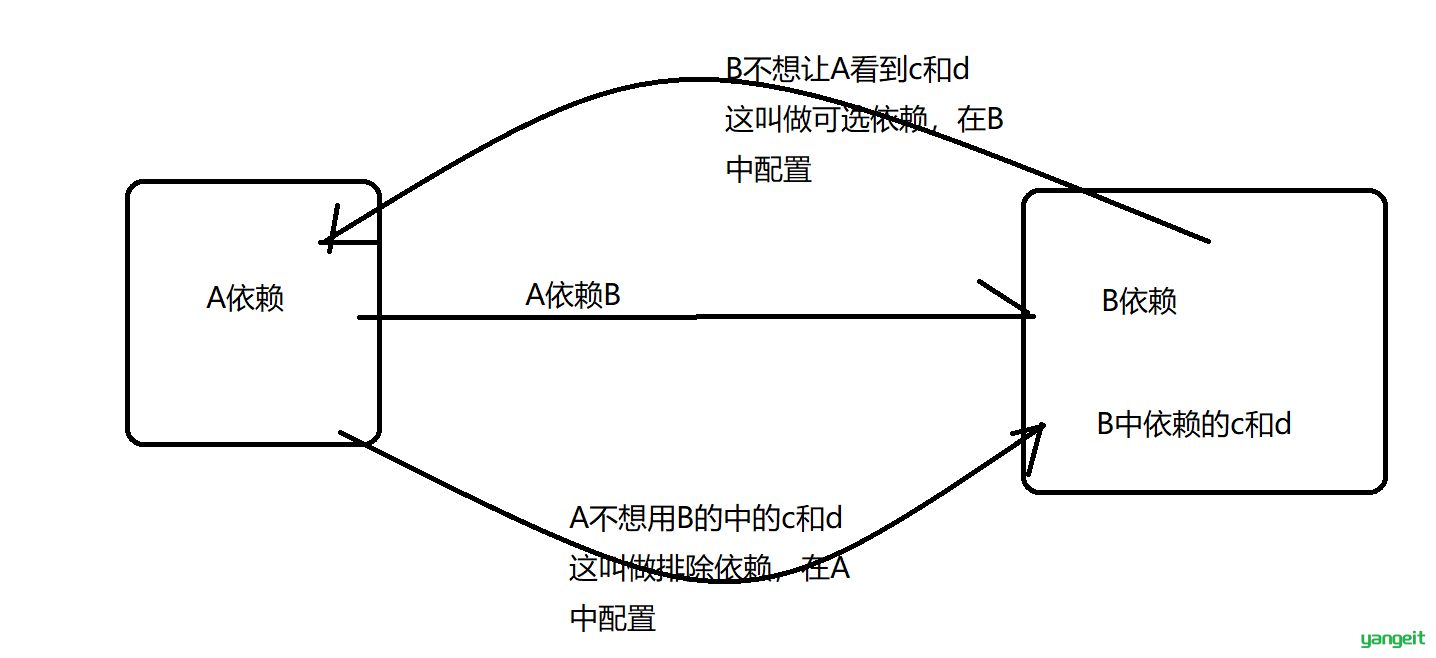 B不想让A看到c和d
这叫做可选依赖，在B
中配置
A依赖
A依赖B
B依赖
B中依赖的c和d
A不想用B的中的c和d
这叫做排除依赖，在A
中配置
yangeit